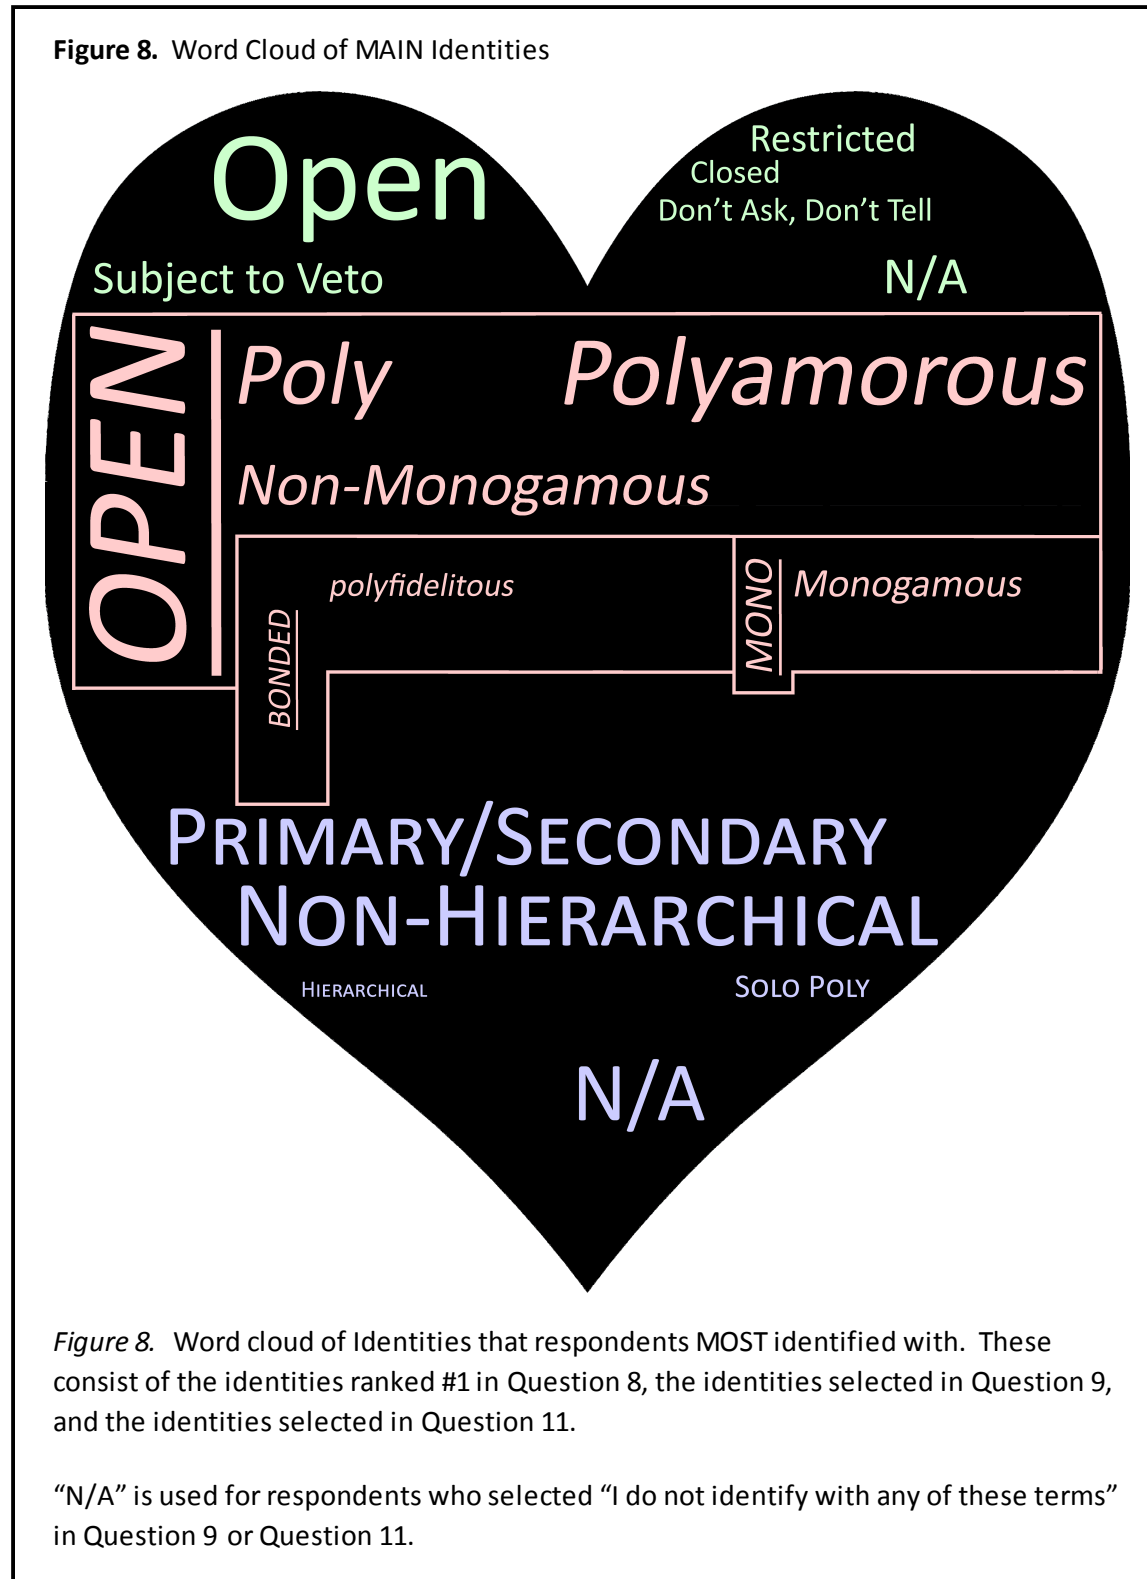 Figure 8. Word Cloud of MAIN Identities
Open
Restricted
Closed
Don’t Ask, Don’t Tell
Subject to Veto
N/A
OPEN
Poly
Polyamorous
Non-Monogamous
BONDED
polyfidelitous
MONO
Monogamous
PRIMARY/SECONDARY
NON-HIERARCHICAL
HIERARCHICAL
SOLO POLY
N/A
Figure 8. Word cloud of Identities that respondents MOST identified with. These
consist of the identities ranked #1 in Question 8, the identities selected in Question 9,
and the identities selected in Question 11.
“N/A” is used for respondents who selected “I do not identify with any of these terms”
in Question 9 or Question 11.